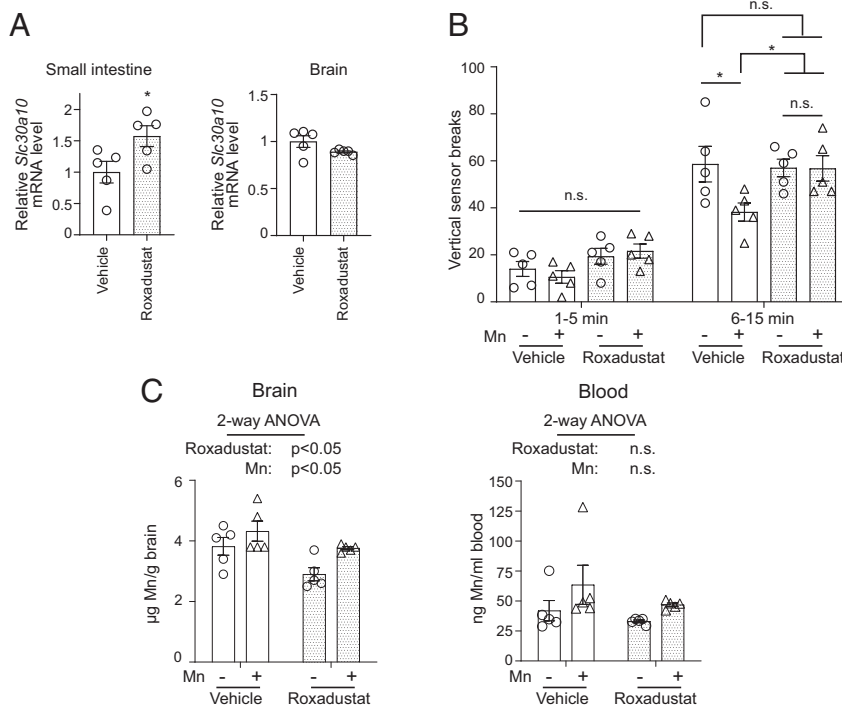 A
Small intestine
Relative Slc30a10
mRNA level
2
1.5
1
0.5
0
*
Vehicle
Roxadustat
Brain
Relative Slc30a10
mRNA level
1.5
1
0.5
0
Vehicle
Roxadustat
B
Vertical sensor breaks
100
80
60
40
20
0
n.s.
n.s.
*
*
n.s.
1-5 min 6-15 min
Mn - + - + - + - +
Vehicle Roxadustat Vehicle Roxadustat
C
Brain
2-way ANOVA
Roxadustat: p<0.05
Mn: p<0.05
µg Mn/g brain
6
4
2
0
Mn - + - +
Vehicle Roxadustat
Blood
2-way ANOVA
Roxadustat: n.s.
Mn: n.s.
ng Mn/ml blood
150
125
100
75
50
25
0
Mn - + - +
Vehicle Roxadustat